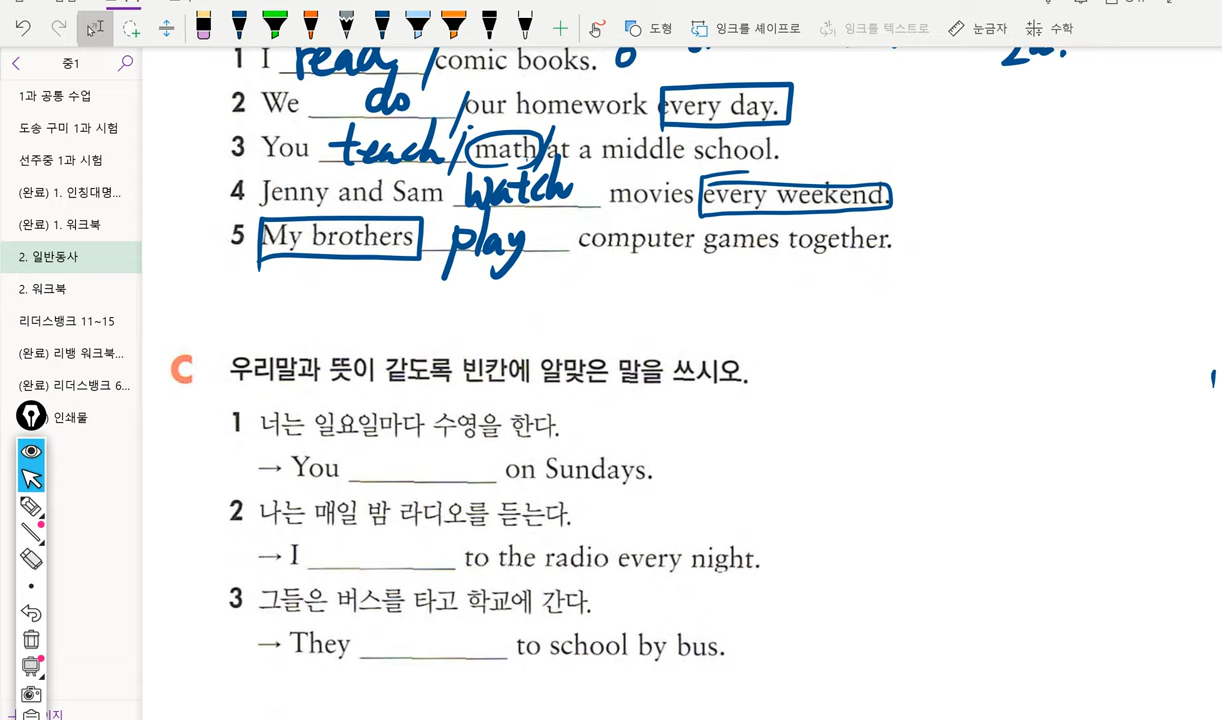 도형
잉크를 셰이프로
잉크를 텍스트로
눈금자
수학
중1
1과 공통 수업
도송 구미 1과 시험
선주중 1과 시험
(완료) 1. 인칭대명...
(완료) 1. 워크북
2. 일반동사
2. 워크북
리더스뱅크 11~15
(완료) 리뱅 워크북...
(완료) 리더스뱅크 6...
인쇄물
1 I read / comic books.
2 We do / our homework every day.
3 You teach / math / at a middle school.
4 Jenny and Sam watch movies every weekend.
5 My brothers play computer games together.
C 우리말과 뜻이 같도록 빈칸에 알맞은 말을 쓰시오.
1 너는 일요일마다 수영을 한다.
→ You __________ on Sundays.
2 나는 매일 밤 라디오를 듣는다.
→ I __________ to the radio every night.
3 그들은 버스를 타고 학교에 간다.
→ They __________ to school by bus.